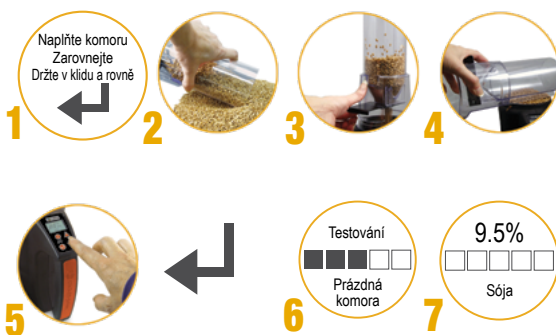 Naplňte komoru
Zarovnejte
Držte v klidu a rovně
1
2
3
4
5
Testování
Prázdná
komora
6
9.5%
Sója
7